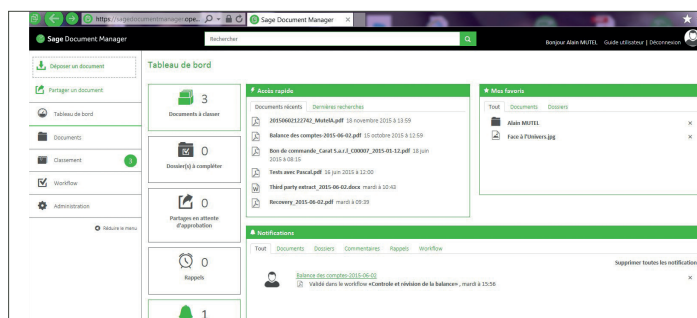 https://sagedocumentmanager.ope...
Sage Document Manager
Sage Document Manager
Rechercher
Bonjour Alain MUTEL Guide utilisateur | Déconnexion
Déposer un document
Partager un document
Tableau de bord
Documents
Classement 3
Workflow
Administration
Réduire le menu
Tableau de bord
3
Documents à classer
0
Dossier(s) à compléter
0
Partages en attente
d'approbation
0
Rappels
1
Accès rapide
Documents récents Dernières recherches
20150602122742_MutelA.pdf 18 novembre 2015 à 13:59
Balance des comptes-2015-06-02.pdf 15 octobre 2015 à 12:59
Bon de commande_Carat S.a.r.l_C00007_2015-01-12.pdf 18 juin
2015 à 08:15
Tests avec Pascal.pdf 16 juin 2015 à 12:00
Third party extract_2015-06-02.docx mardi à 10:43
Recovery_2015-06-02.pdf mardi à 09:39
Mes favoris
Tout Documents Dossiers
Alain MUTEL
Face à l'Univers.jpg
Notifications
Tout Documents Dossiers Commentaires Rappels Workflow
Supprimer toutes les notification
Balance des comptes-2015-06-02
Validé dans le workflow «Controle et révision de la balance» , mardi à 15:56